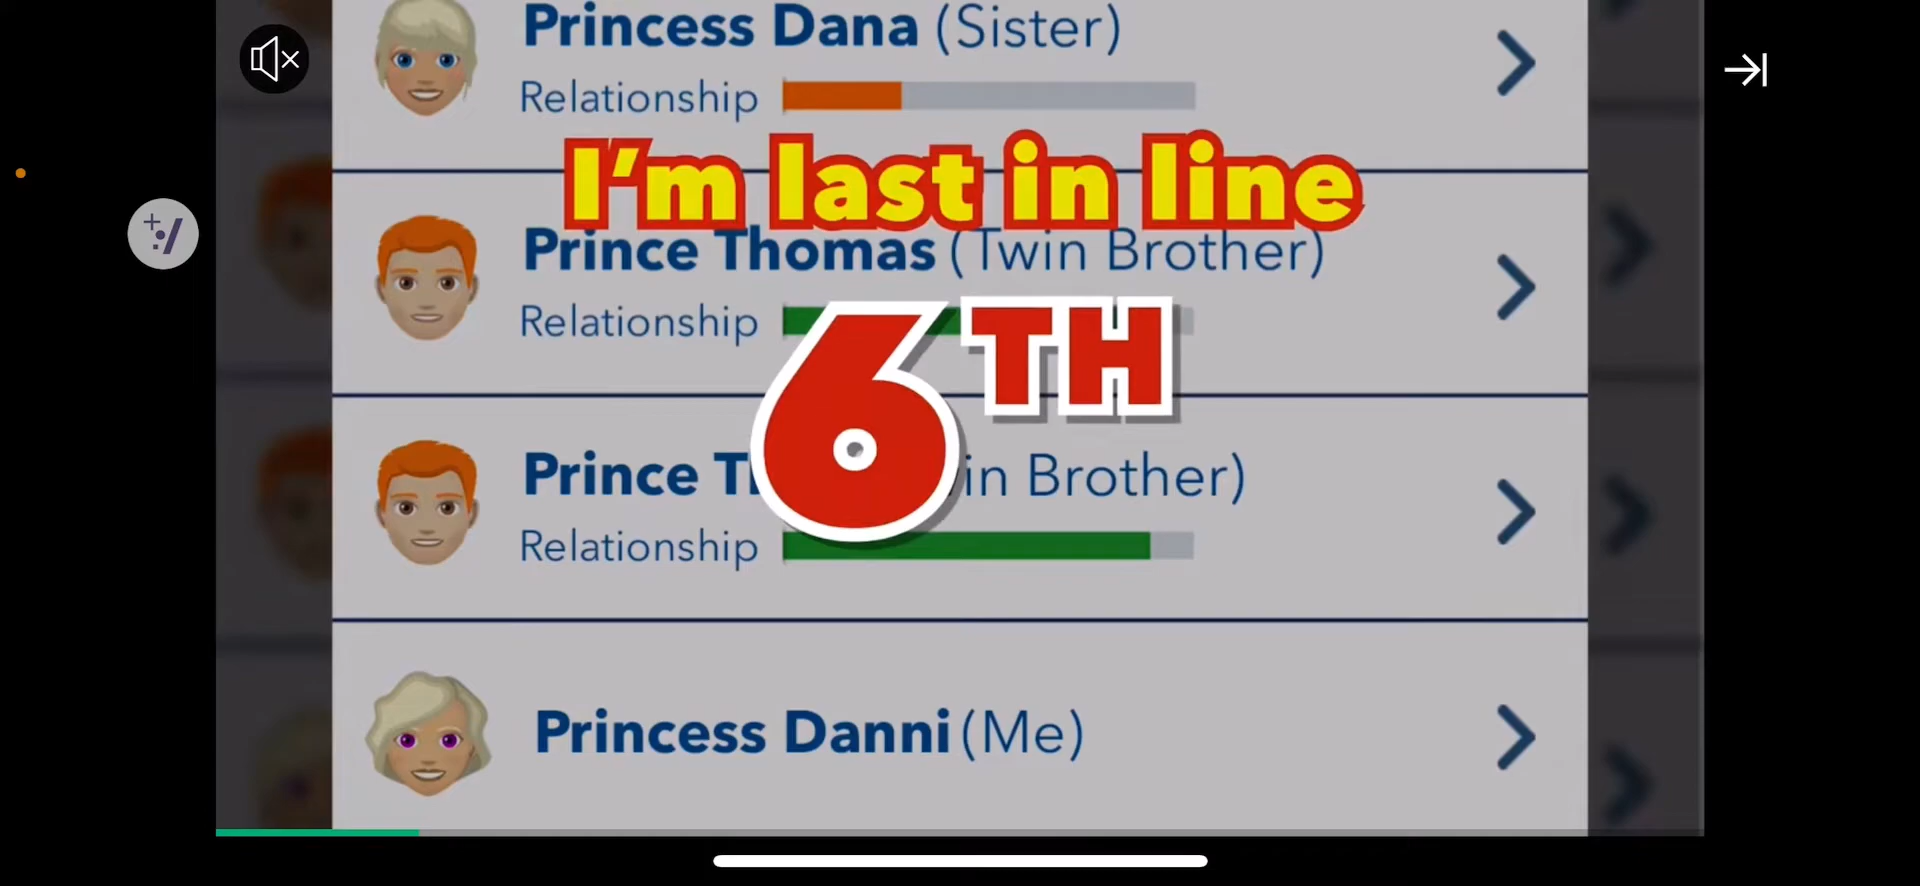 Princess Dana (Sister)
Relationship
I'm last in line
Prince Thomas (Twin Brother)
Relationship
6TH
Prince Brother)
Relationship
Princess Danni (Me)